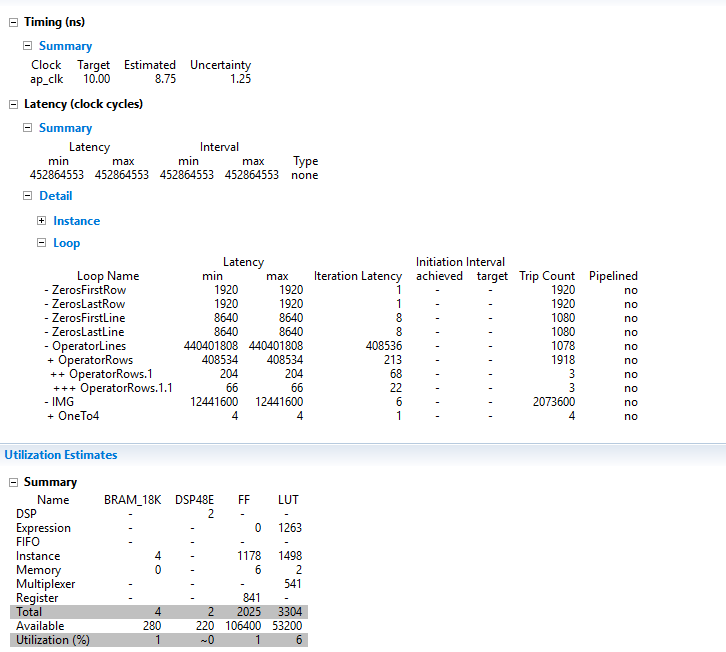 Timing (ns)
Summary
Clock Target Estimated Uncertainty
ap_clk 10.00 8.75 1.25
Latency (clock cycles)
Summary
Latency Interval
min max min max Type
452864553 452864553 452864553 452864553 none
Detail
Instance
Loop
Latency Initiation Interval
Loop Name min max Iteration Latency achieved target Trip Count Pipelined
- ZerosFirstRow 1920 1920 1 - - 1920 no
- ZerosLastRow 1920 1920 1 - - 1920 no
- ZerosFirstLine 8640 8640 8 - - 1080 no
- ZerosLastLine 8640 8640 8 - - 1080 no
- OperatorLines 440401808 440401808 408536 - - 1078 no
+ OperatorRows 408534 408534 213 - - 1918 no
++ OperatorRows.1 204 204 68 - - 3 no
+++ OperatorRows.1.1 66 66 22 - - 3 no
- IMG 12441600 12441600 6 - - 2073600 no
+ OneTo4 4 4 1 - - 4 no
Utilization Estimates
Summary
Name BRAM_18K DSP48E FF LUT
DSP - 2 - -
Expression - - 0 1263
FIFO - - - -
Instance 4 - 1178 1498
Memory 0 - 6 2
Multiplexer - - - 541
Register - - 841 -
Total 4 2 2025 3304
Available 280 220 106400 53200
Utilization (%) 1 ~0 1 6